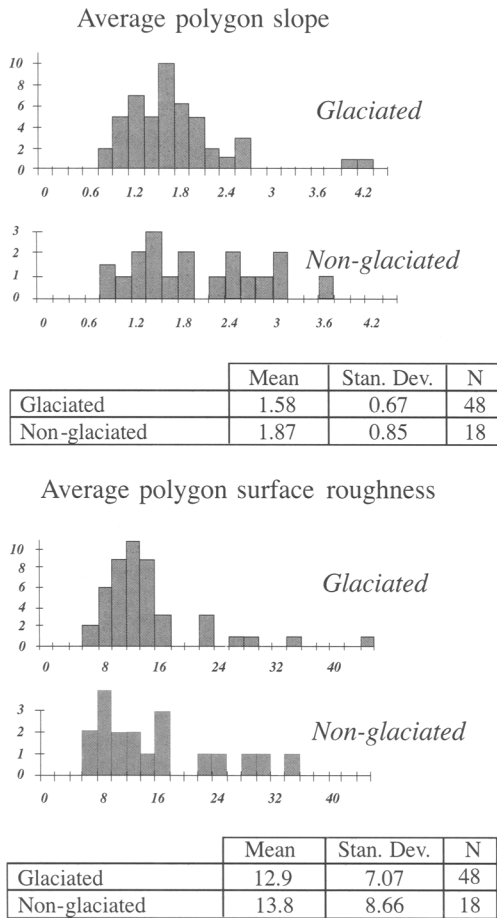 Average polygon slope
10
8
6
4
2
0
Glaciated
0 0.6 1.2 1.8 2.4 3 3.6 4.2
3
2
1
0
Non-glaciated
0 0.6 1.2 1.8 2.4 3 3.6 4.2
Mean Stan. Dev. N
Glaciated 1.58 0.67 48
Non-glaciated 1.87 0.85 18
Average polygon surface roughness
10
8
6
4
2
0
Glaciated
0 8 16 24 32 40
3
2
1
0
Non-glaciated
0 8 16 24 32 40
Mean Stan. Dev. N
Glaciated 12.9 7.07 48
Non-glaciated 13.8 8.66 18